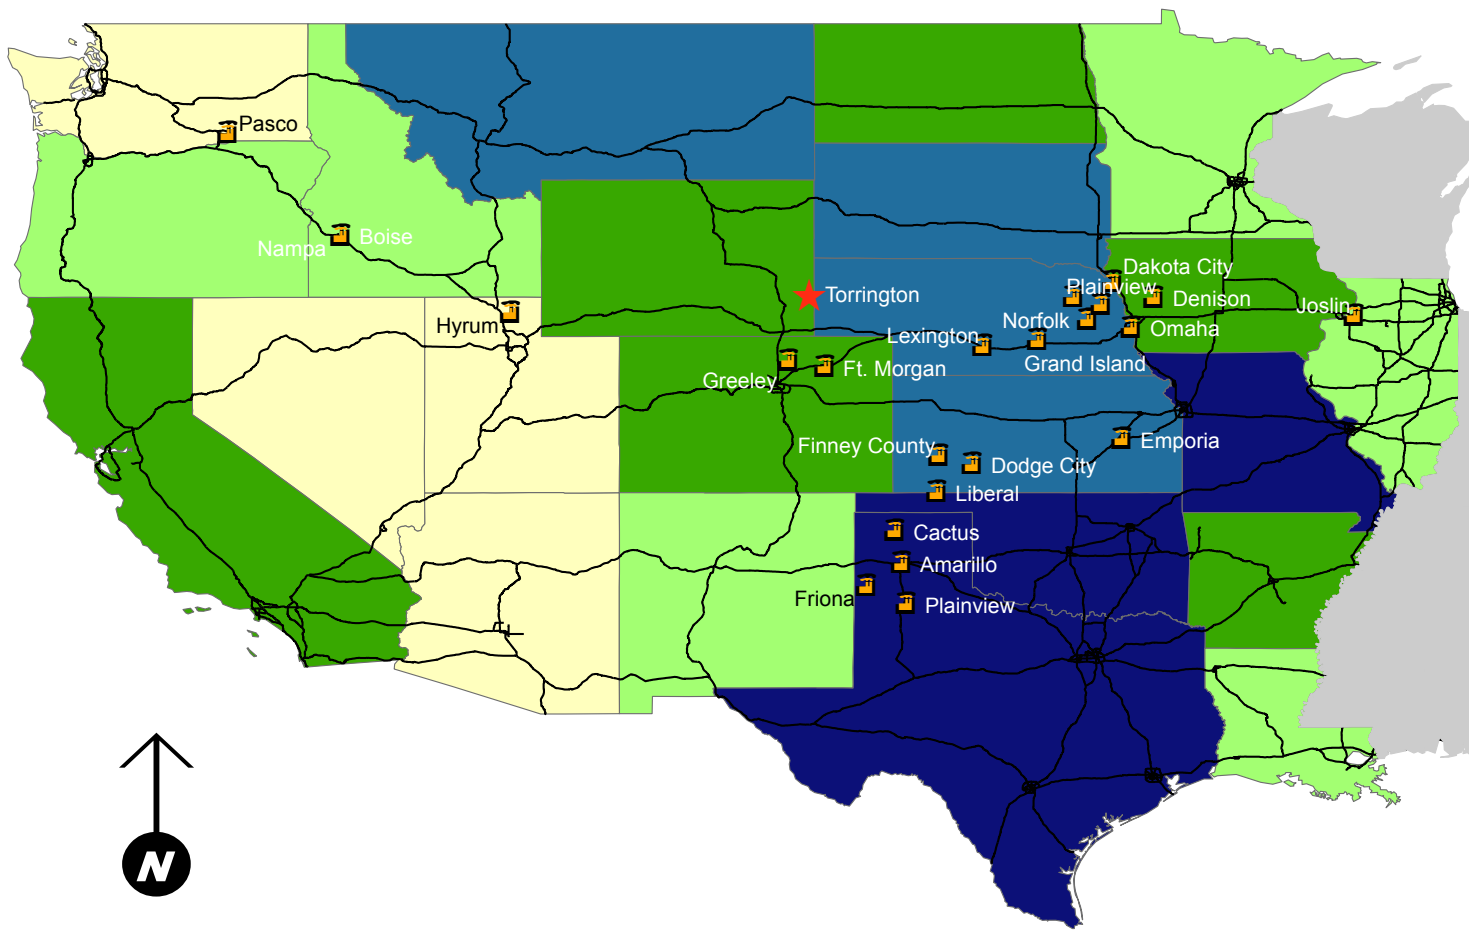 Pasco
Nampa
Boise
Hyrum
Torrington
Dakota City
Plainview
Denison
Joslin
Norfolk
Omaha
Lexington
Grand Island
Greeley
Ft. Morgan
Finney County
Emporia
Dodge City
Liberal
Cactus
Amarillo
Friona
Plainview
N